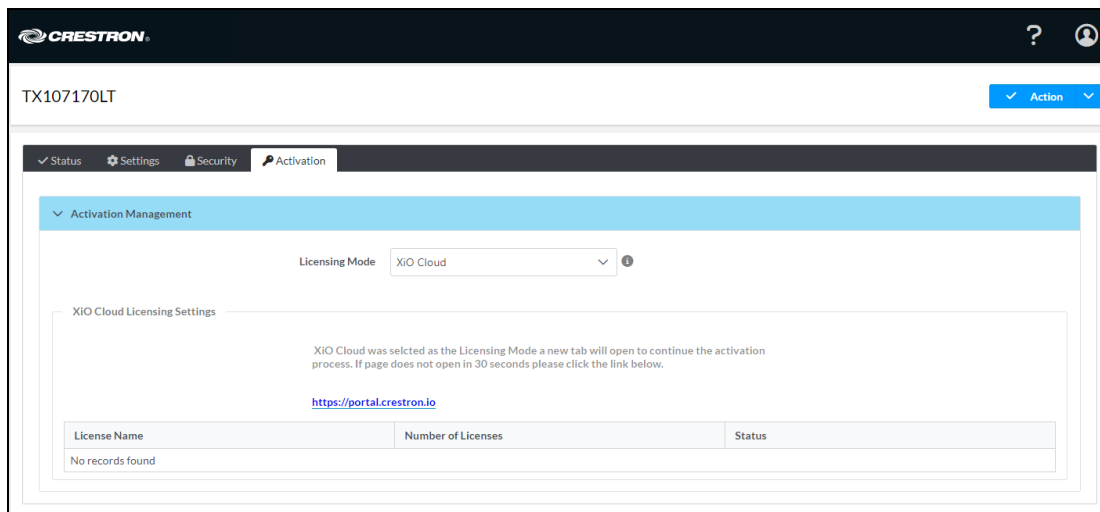 CRESTRON®
?
TX107170LT
Action
Status Settings Security Activation
Activation Management
Licensing Mode XiO Cloud
XiO Cloud Licensing Settings
XiO Cloud was selcted as the Licensing Mode a new tab will open to continue the activation
process. If page does not open in 30 seconds please click the link below.
https://portal.crestron.io
License Name Number of Licenses Status
No records found